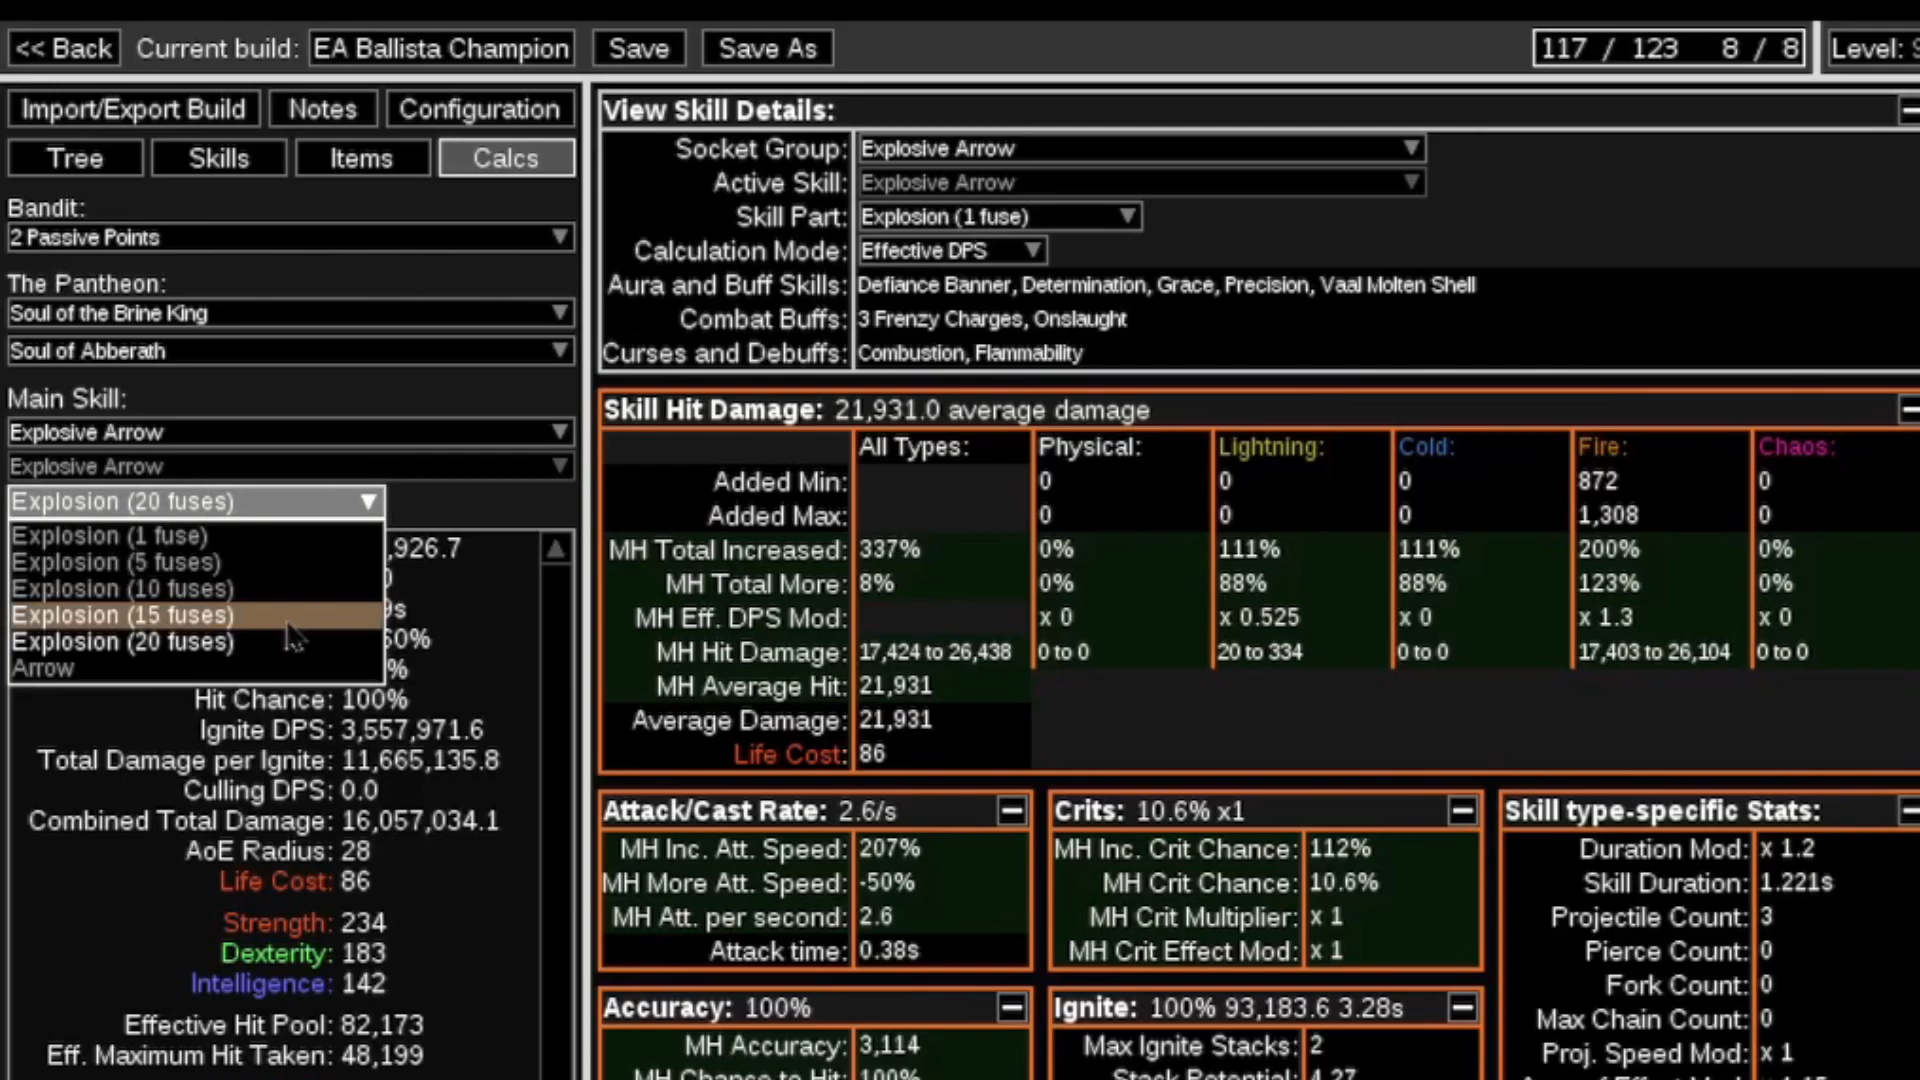 << Back Current build: EA Ballista Champion Save Save As 117 / 123 8 / 8 Level:
Import/Export Build Notes Configuration
Tree Skills Items Calcs
Bandit:
2 Passive Points
The Pantheon:
Soul of the Brine King
Soul of Abberath
Main Skill:
Explosive Arrow
Explosive Arrow
Explosion (20 fuses)
Explosion (1 fuse)
Explosion (5 fuses)
Explosion (10 fuses)
Explosion (15 fuses)
Explosion (20 fuses)
Arrow
,926.7
Hit Chance: 100%
Ignite DPS: 3,557,971.6
Total Damage per Ignite: 11,665,135.8
Culling DPS: 0.0
Combined Total Damage: 16,057,034.1
AoE Radius: 28
Life Cost: 86
Strength: 234
Dexterity: 183
Intelligence: 142
Effective Hit Pool: 82,173
Eff. Maximum Hit Taken: 48,199
View Skill Details:
Socket Group: Explosive Arrow
Active Skill: Explosive Arrow
Skill Part: Explosion (1 fuse)
Calculation Mode: Effective DPS
Aura and Buff Skills: Defiance Banner, Determination, Grace, Precision, Vaal Molten Shell
Combat Buffs: 3 Frenzy Charges, Onslaught
Curses and Debuffs: Combustion, Flammability
Skill Hit Damage: 21,931.0 average damage
All Types: Physical: Lightning: Cold: Fire: Chaos:
Added Min: 0 0 0 872 0
Added Max: 0 0 0 1,308 0
MH Total Increased: 337% 0% 111% 111% 200% 0%
MH Total More: 8% 0% 88% 88% 123% 0%
MH Eff. DPS Mod: x 0 x 0.525 x 0 x 1.3 x 0
MH Hit Damage: 17,424 to 26,438 0 to 0 20 to 334 0 to 0 17,403 to 26,104 0 to 0
MH Average Hit: 21,931
Average Damage: 21,931
Life Cost: 86
Attack/Cast Rate: 2.6/s
MH Inc. Att. Speed: 207%
MH More Att. Speed: -50%
MH Att. per second: 2.6
Attack time: 0.38s
Crits: 10.6% x1
MH Inc. Crit Chance: 112%
MH Crit Chance: 10.6%
MH Crit Multiplier: x 1
MH Crit Effect Mod: x 1
Skill type-specific Stats:
Duration Mod: x 1.2
Skill Duration: 1.221s
Projectile Count: 3
Pierce Count: 0
Fork Count: 0
Max Chain Count: 0
Proj. Speed Mod: x 1
Accuracy: 100%
MH Accuracy: 3,114
MH Chance to Hit: 100%
Ignite: 100% 93,183.6 3.28s
Max Ignite Stacks: 2
Stack Potential: 4.27